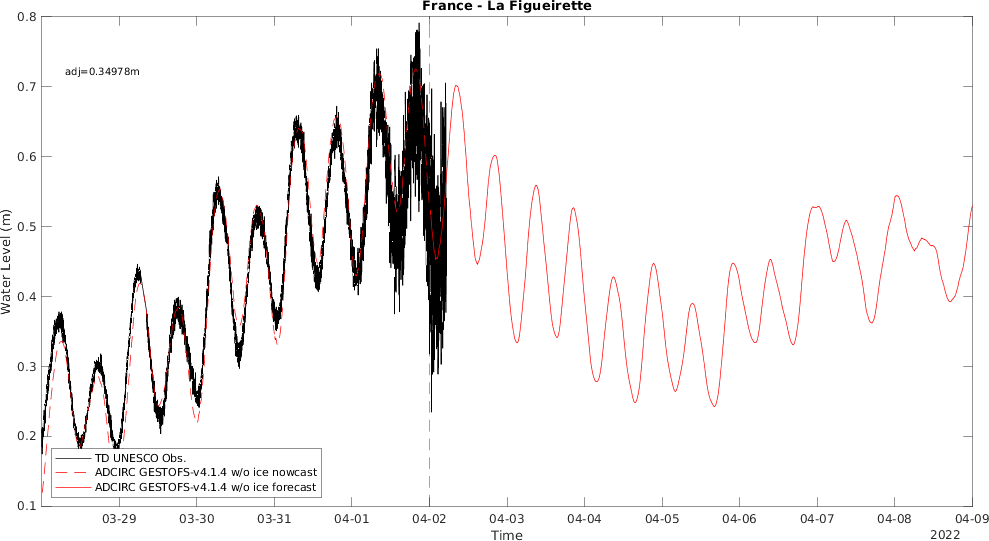 France - La Figueirette
0.8
0.7
0.6
0.5
0.4
0.3
0.2
0.1
Water Level (m)
adj=0.34978m
TD UNESCO Obs.
ADCIRC GESTOFS-v4.1.4 w/o ice nowcast
ADCIRC GESTOFS-v4.1.4 w/o ice forecast
03-29 03-30 03-31 04-01 04-02 04-03 04-04 04-05 04-06 04-07 04-08 04-09
Time
2022